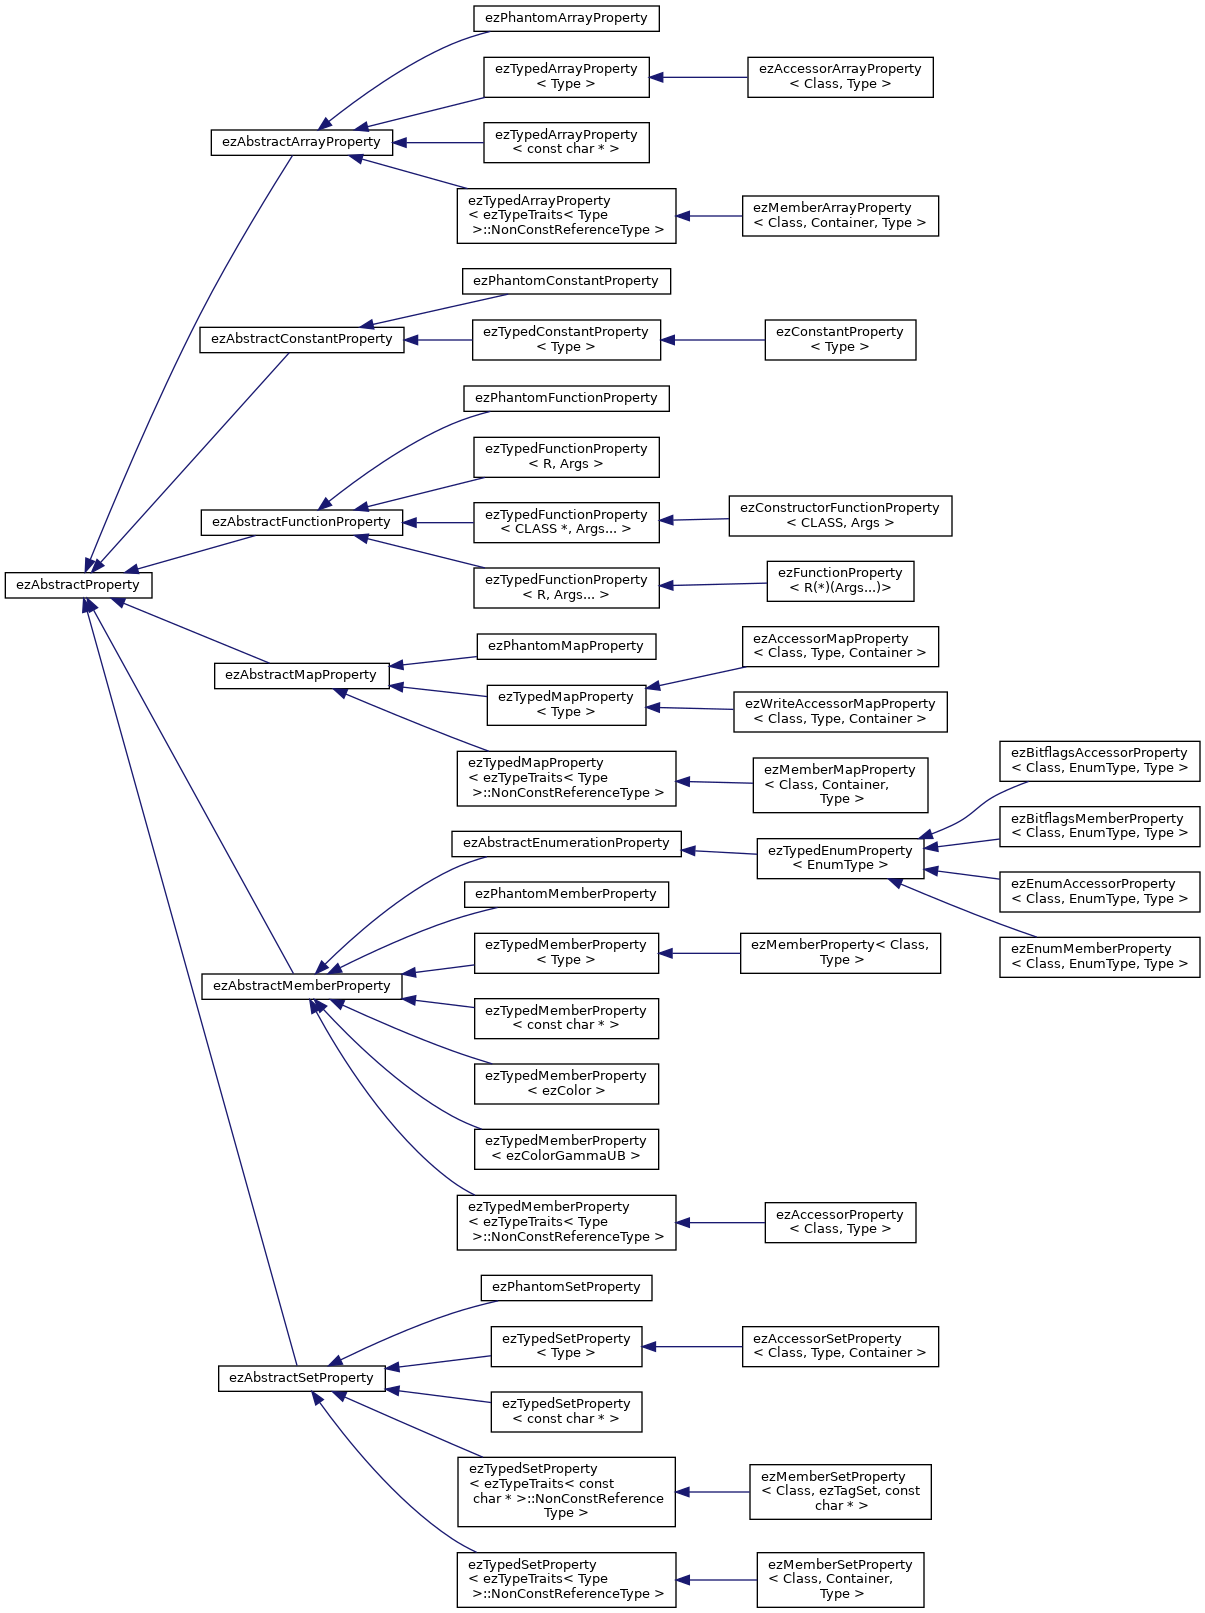 ezPhantomArrayProperty
ezTypedArrayProperty
< Type >
ezAccessorArrayProperty
< Class, Type >
ezAbstractArrayProperty
ezTypedArrayProperty
< const char * >
ezTypedArrayProperty
< ezTypeTraits< Type
>::NonConstReferenceType >
ezMemberArrayProperty
< Class, Container, Type >
ezPhantomConstantProperty
ezAbstractConstantProperty
ezTypedConstantProperty
< Type >
ezConstantProperty
< Type >
ezPhantomFunctionProperty
ezTypedFunctionProperty
< R, Args >
ezAbstractFunctionProperty
ezTypedFunctionProperty
< CLASS *, Args... >
ezConstructorFunctionProperty
< CLASS, Args >
ezAbstractProperty
ezTypedFunctionProperty
< R, Args... >
ezFunctionProperty
< R(*)(Args...)>
ezPhantomMapProperty
ezAbstractMapProperty
ezTypedMapProperty
< Type >
ezAccessorMapProperty
< Class, Type, Container >
ezWriteAccessorMapProperty
< Class, Type, Container >
ezTypedMapProperty
< ezTypeTraits< Type
>::NonConstReferenceType >
ezMemberMapProperty
< Class, Container,
Type >
ezAbstractEnumerationProperty
ezTypedEnumProperty
< EnumType >
ezBitflagsAccessorProperty
< Class, EnumType, Type >
ezBitflagsMemberProperty
< Class, EnumType, Type >
ezEnumAccessorProperty
< Class, EnumType, Type >
ezEnumMemberProperty
< Class, EnumType, Type >
ezPhantomMemberProperty
ezTypedMemberProperty
< Type >
ezMemberProperty< Class,
Type >
ezAbstractMemberProperty
ezTypedMemberProperty
< const char * >
ezTypedMemberProperty
< ezColor >
ezTypedMemberProperty
< ezColorGammaUB >
ezTypedMemberProperty
< ezTypeTraits< Type
>::NonConstReferenceType >
ezAccessorProperty
< Class, Type >
ezPhantomSetProperty
ezTypedSetProperty
< Type >
ezAccessorSetProperty
< Class, Type, Container >
ezAbstractSetProperty
ezTypedSetProperty
< const char * >
ezTypedSetProperty
< ezTypeTraits< const
char * >::NonConstReference
Type >
ezMemberSetProperty
< Class, ezTagSet, const
char * >
ezTypedSetProperty
< ezTypeTraits< Type
>::NonConstReferenceType >
ezMemberSetProperty
< Class, Container,
Type >